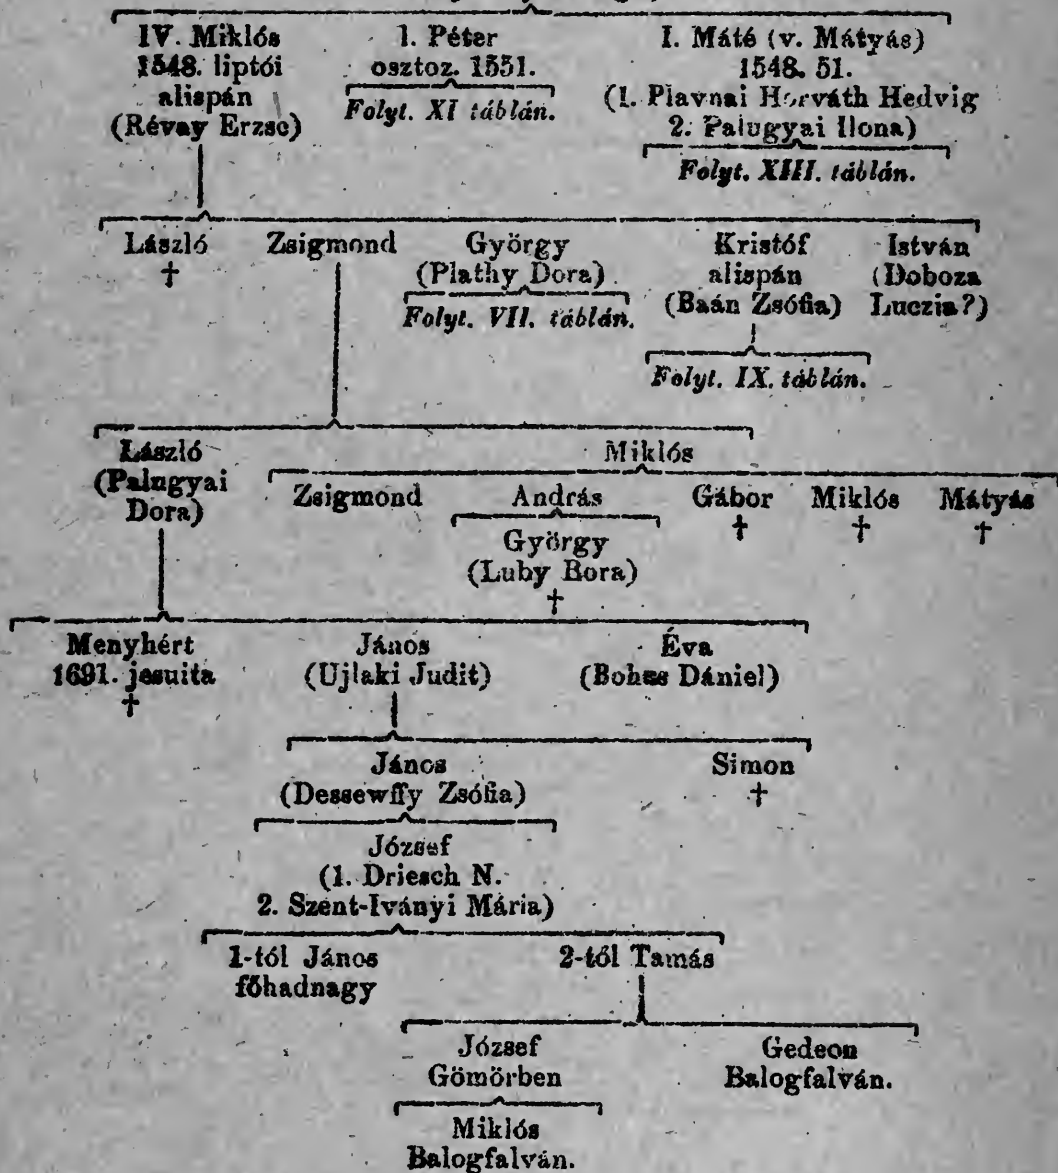 IV. Miklós 1. Péter I. Máté (v. Mátyás)
1548. liptói osztoz. 1551. 1548. 51.
alispán Folyt. XI táblán. (1. Plavnai Horváth Hedvig
(Révay Erzse) 2. Palugyai Ilona)
Folyt. XIII. táblán.
László Zsigmond György Kristóf István
† (Plathy Dora) alispán (Doboza
Folyt. VII. táblán. (Baán Zsófia) Luczia?)
Folyt. IX. táblán.
László Miklós
(Palugyai Zsigmond András Gábor Miklós Mátyás
Dora) † † †
György
(Luby Bora)
†
Menyhért János Éva
1691. jesuita (Ujlaki Judit) (Bohus Dániel)
†
János Simon
(Dessewffy Zsófia) †
József
(1. Driesch N.
2. Szent-Iványi Mária)
1-től János 2-től Tamás
főhadnagy
József Gedeon
Gömörben Balogfalván.
Miklós
Balogfalván.